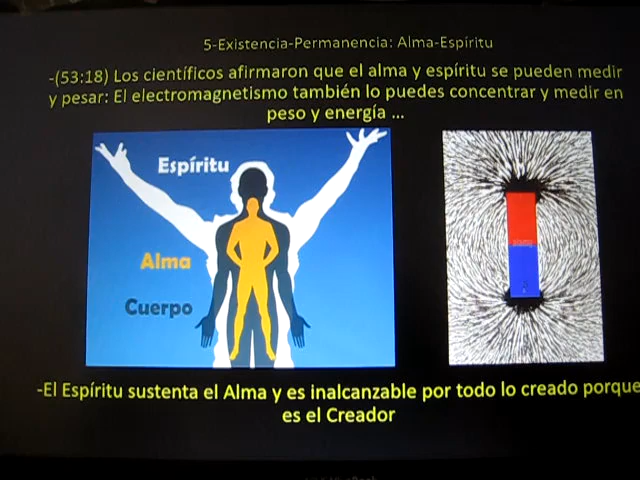 5-Existencia-Permanencia: Alma-Espíritu
-(53:18) Los científicos afirmaron que el alma y espíritu se pueden medir
y pesar: El electromagnetismo también lo puedes concentrar y medir en
peso y energía ...
Espíritu
Alma
Cuerpo
-El Espíritu sustenta el Alma y es inalcanzable por todo lo creado porque
es el Creador